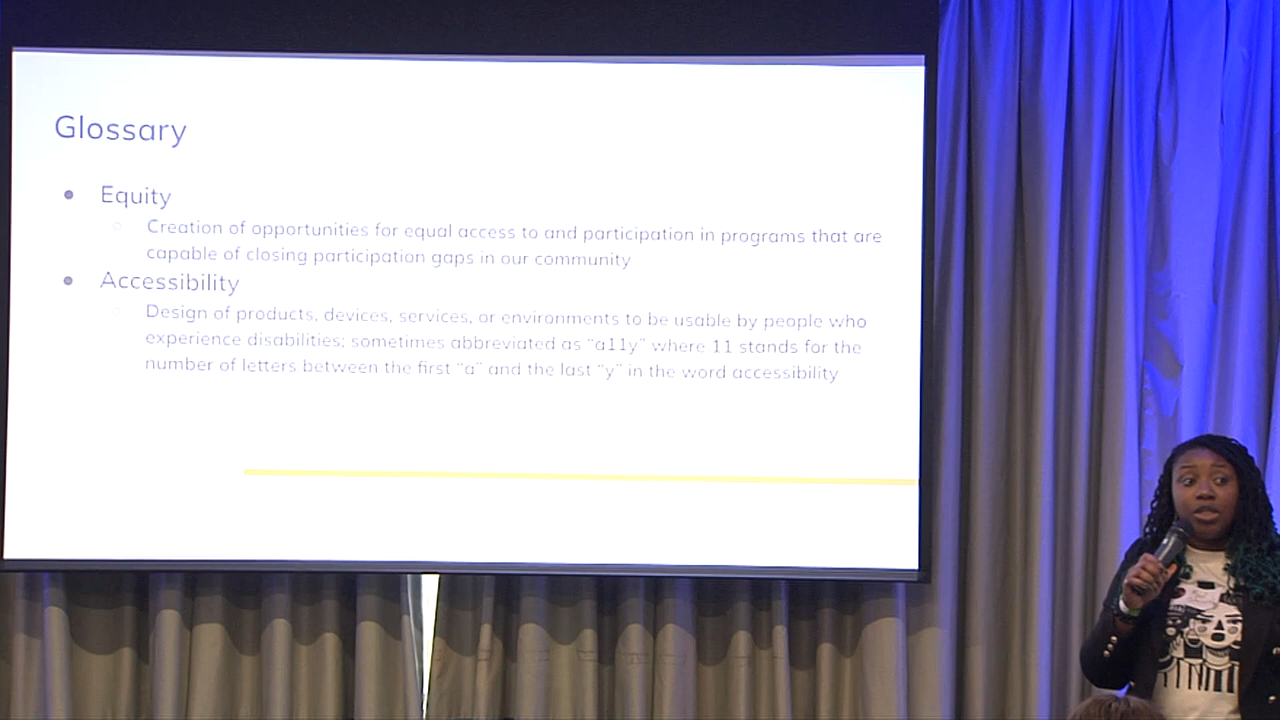 Glossary
Equity
Creation of opportunities for equal access to and participation in programs that are
capable of closing participation gaps in our community
Accessibility
Design of products, devices, services, or environments to be usable by people who
experience disabilities; sometimes abbreviated as “a11y” where 11 stands for the
number of letters between the first “a” and the last “y” in the word accessibility